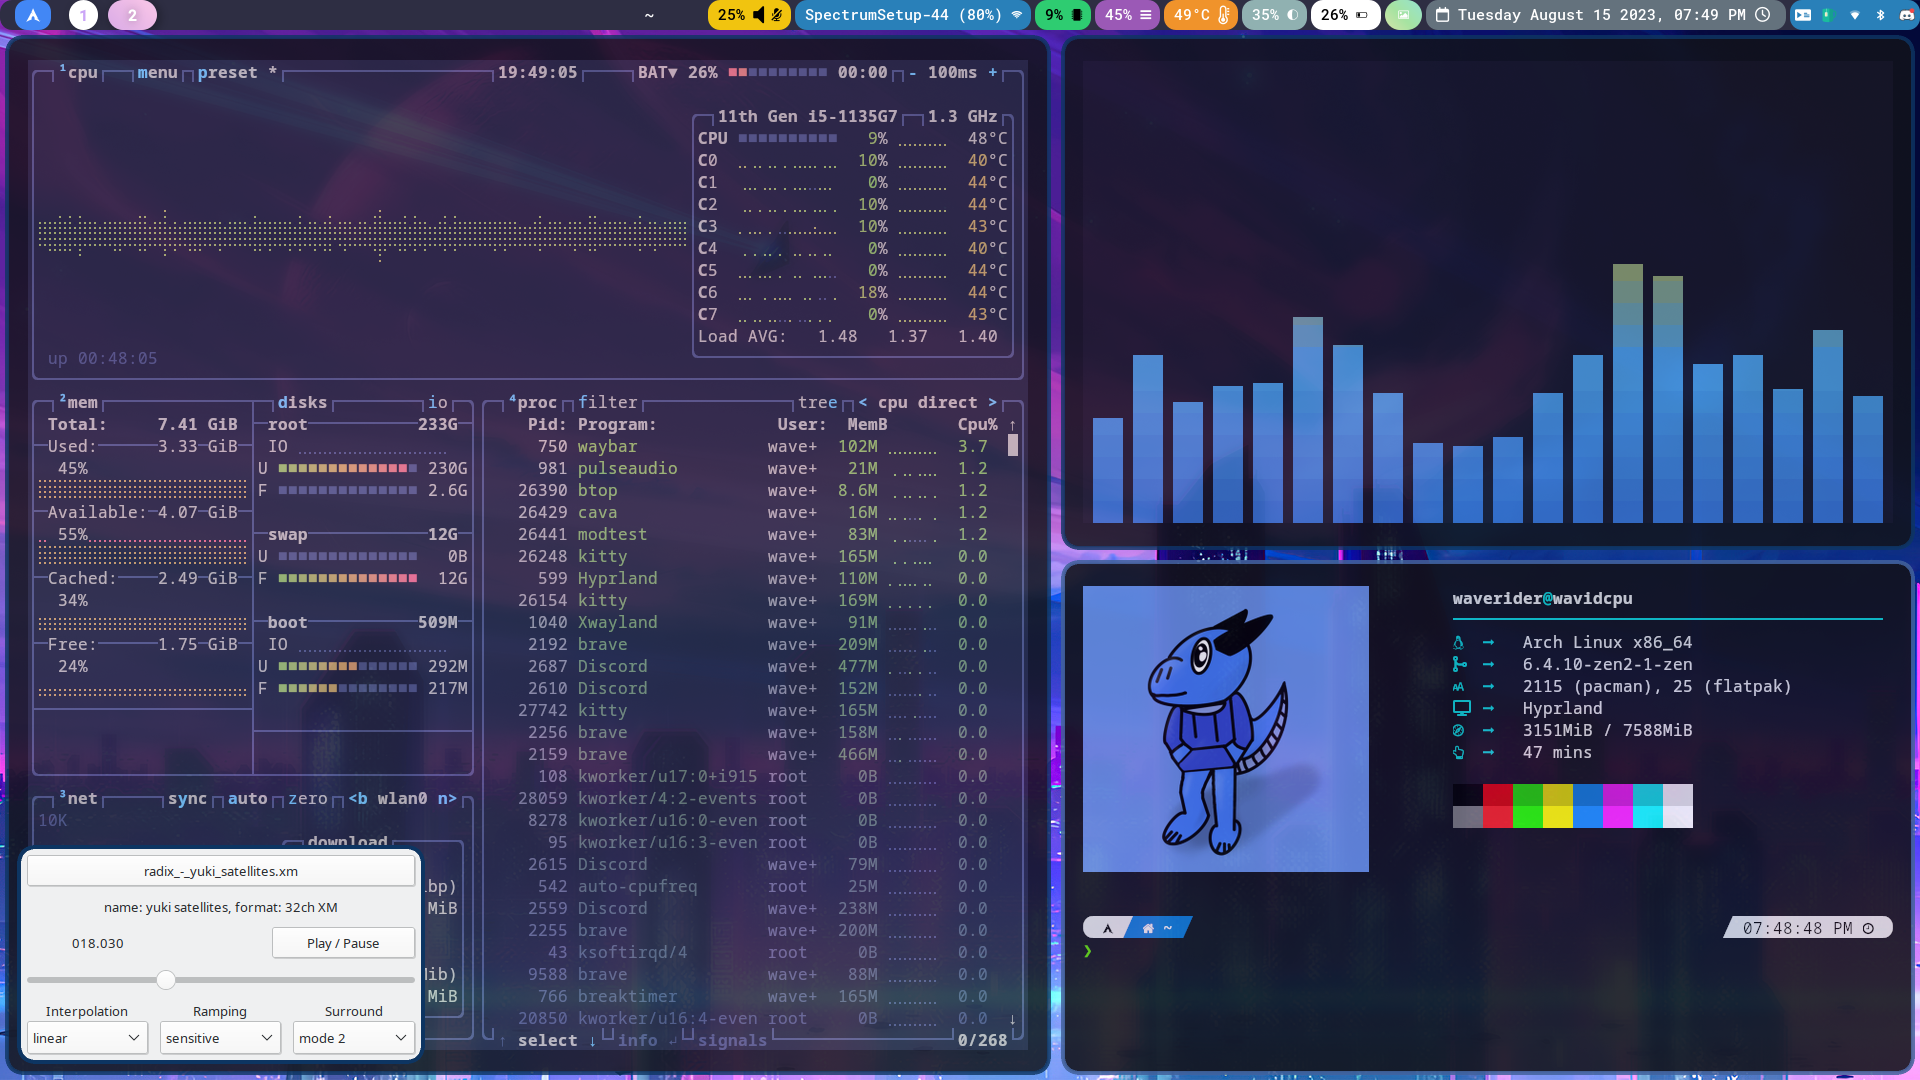 1
2
~
25%
SpectrumSetup-44 (80%)
9%
45%
49°C
35%
26%
Tuesday August 15 2023, 07:49 PM
¹cpu menu preset * 19:49:05 BAT▼ 26% 00:00 - 100ms +
11th Gen i5-1135G7 1.3 GHz
CPU 9% 48°C
C0 10% 40°C
C1 0% 44°C
C2 10% 44°C
C3 10% 43°C
C4 0% 40°C
C5 0% 44°C
C6 18% 44°C
C7 0% 43°C
Load AVG: 1.48 1.37 1.40
up 00:48:05
²mem
Total: 7.41 GiB
Used: 3.33 GiB
45%
Available: 4.07 GiB
55%
Cached: 2.49 GiB
34%
Free: 1.75 GiB
24%
disks io
root 233G
IO
U 230G
F 2.6G
swap 12G
U 0B
F 12G
boot 509M
IO
U 292M
F 217M
³net sync auto zero <b wlan0 n>
10K
download
bp)
MiB
ib)
MiB
⁴proc filter tree < cpu direct >
Pid: Program: User: MemB Cpu% ↑
750 waybar wave+ 102M 3.7
981 pulseaudio wave+ 21M 1.2
26390 btop wave+ 8.6M 1.2
26429 cava wave+ 16M 1.2
26441 modtest wave+ 83M 1.2
26248 kitty wave+ 165M 0.0
599 Hyprland wave+ 110M 0.0
26154 kitty wave+ 169M 0.0
1040 Xwayland wave+ 91M 0.0
2192 brave wave+ 209M 0.0
2687 Discord wave+ 477M 0.0
2610 Discord wave+ 152M 0.0
27742 kitty wave+ 165M 0.0
2256 brave wave+ 158M 0.0
2159 brave wave+ 466M 0.0
108 kworker/u17:0+i915 root 0B 0.0
28059 kworker/4:2-events root 0B 0.0
8278 kworker/u16:0-even root 0B 0.0
95 kworker/u16:3-even root 0B 0.0
2615 Discord wave+ 79M 0.0
542 auto-cpufreq root 25M 0.0
2559 Discord wave+ 238M 0.0
2255 brave wave+ 200M 0.0
43 ksoftirqd/4 root 0B 0.0
9588 brave wave+ 88M 0.0
766 breaktimer wave+ 165M 0.0
20850 kworker/u16:4-even root 0B 0.0 ↓
↑ select ↓ info ↲ signals 0/268
radix_-_yuki_satellites.xm
name: yuki satellites, format: 32ch XM
018.030
Play / Pause
Interpolation Ramping Surround
linear sensitive mode 2
waverider@wavidcpu
→ Arch Linux x86_64
→ 6.4.10-zen2-1-zen
→ 2115 (pacman), 25 (flatpak)
→ Hyprland
→ 3151MiB / 7588MiB
→ 47 mins
~
07:48:48 PM
❯